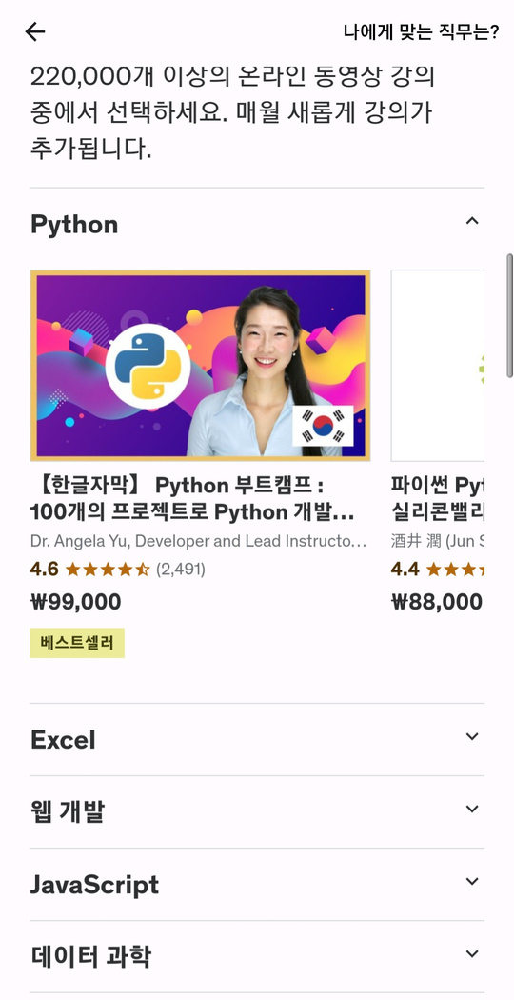 나에게 맞는 직무는?
220,000개 이상의 온라인 동영상 강의
중에서 선택하세요. 매월 새롭게 강의가
추가됩니다.
Python
【한글자막】 Python 부트캠프 :
100개의 프로젝트로 Python 개발...
Dr. Angela Yu, Developer and Lead Instructo...
4.6
(2,491)
₩99,000
베스트셀러
파이썬 Pyt
실리콘밸리
酒井 潤 (Jun S
4.4
₩88,000
Excel
웹 개발
JavaScript
데이터 과학